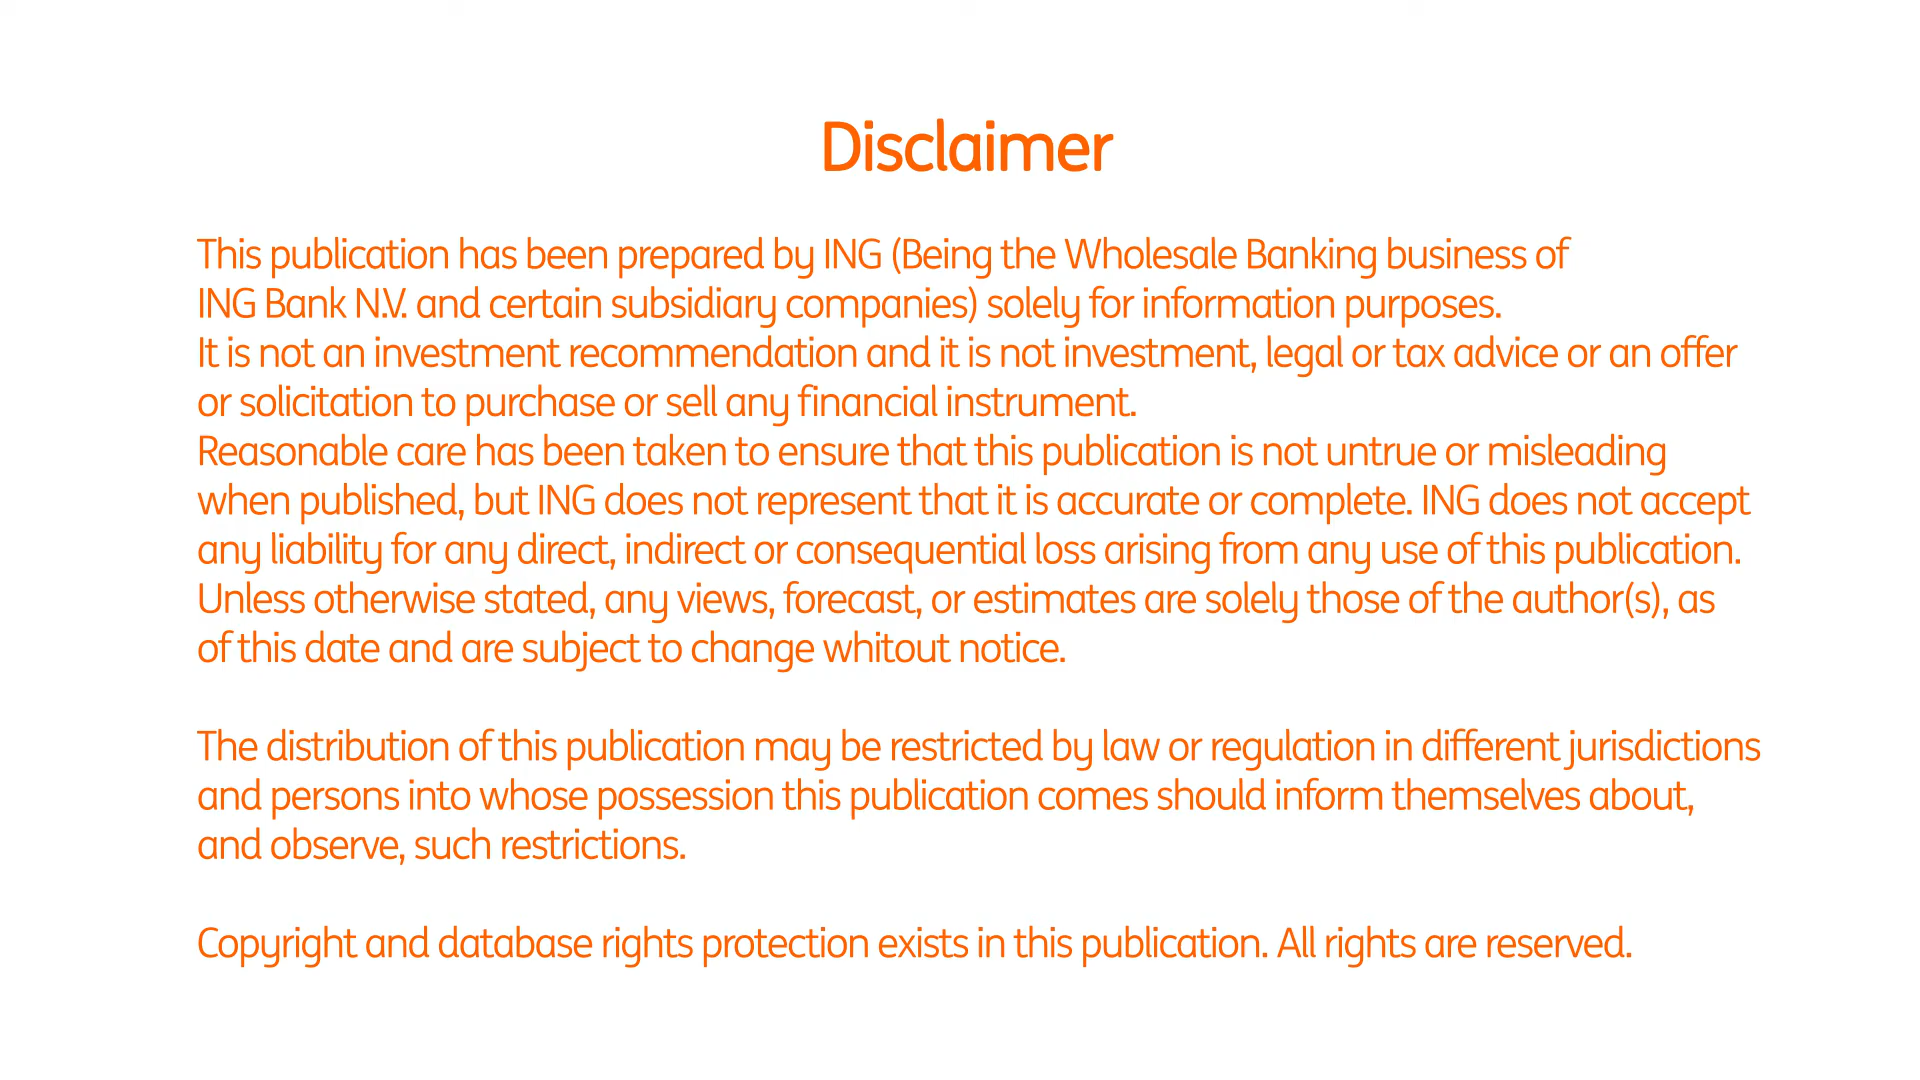 Disclaimer
This publication has been prepared by ING (Being the Wholesale Banking business of
ING Bank N.V. and certain subsidiary companies) solely for information purposes.
It is not an investment recommendation and it is not investment, legal or tax advice or an offer
or solicitation to purchase or sell any financial instrument.
Reasonable care has been taken to ensure that this publication is not untrue or misleading
when published, but ING does not represent that it is accurate or complete. ING does not accept
any liability for any direct, indirect or consequential loss arising from any use of this publication.
Unless otherwise stated, any views, forecast, or estimates are solely those of the author(s), as
of this date and are subject to change whitout notice.
The distribution of this publication may be restricted by law or regulation in different jurisdictions
and persons into whose possession this publication comes should inform themselves about,
and observe, such restrictions.
Copyright and database rights protection exists in this publication. All rights are reserved.